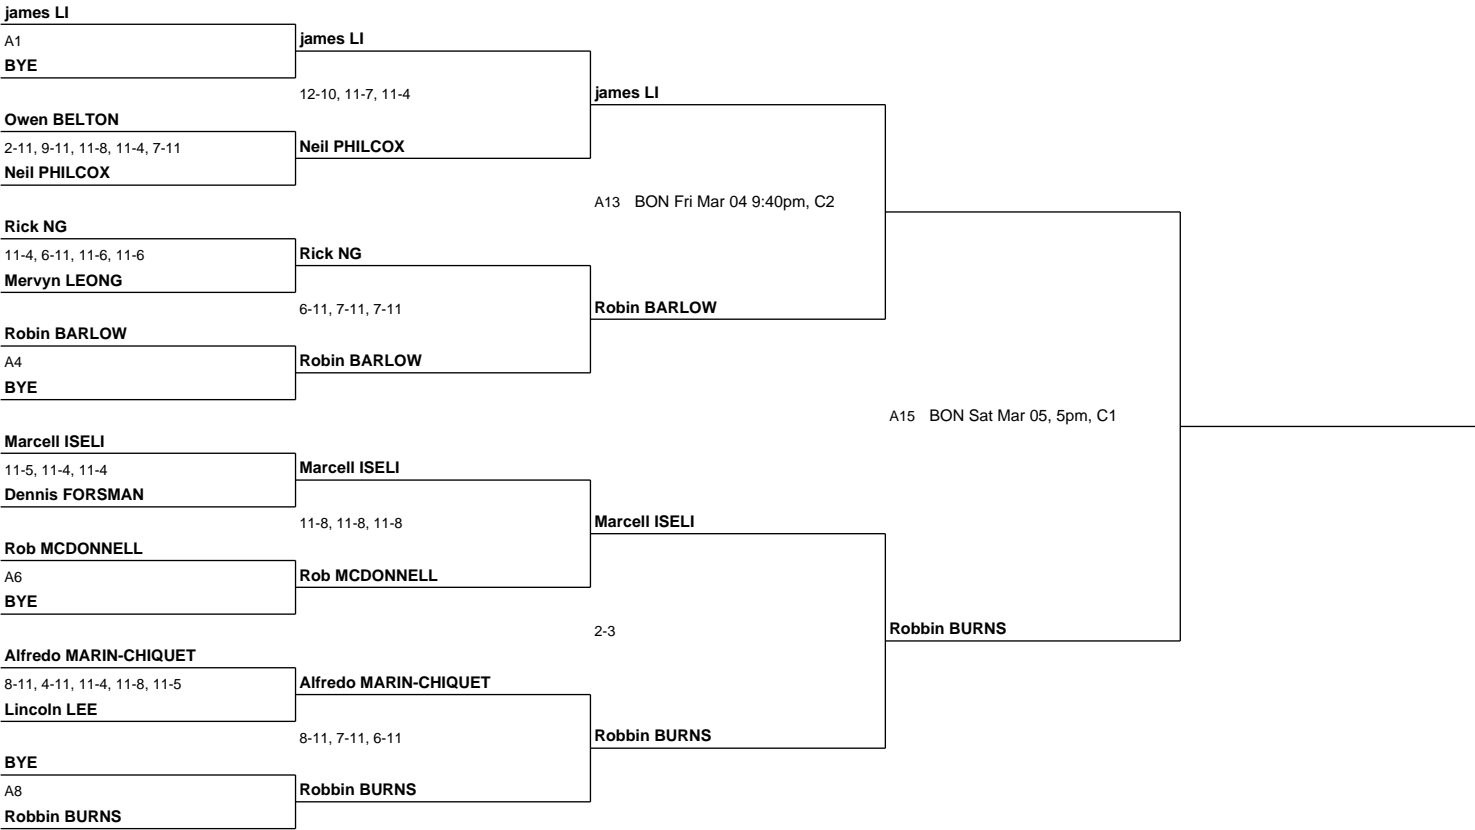 james LI
A1
BYE
james LI
12-10, 11-7, 11-4
james LI
Owen BELTON
2-11, 9-11, 11-8, 11-4, 7-11
Neil PHILCOX
Neil PHILCOX
A13 BON Fri Mar 04 9:40pm, C2
Rick NG
11-4, 6-11, 11-6, 11-6
Mervyn LEONG
Rick NG
6-11, 7-11, 7-11
Robin BARLOW
Robin BARLOW
A4
BYE
Robin BARLOW
A15 BON Sat Mar 05, 5pm, C1
Marcell ISELI
11-5, 11-4, 11-4
Dennis FORSMAN
Marcell ISELI
11-8, 11-8, 11-8
Marcell ISELI
Rob MCDONNELL
A6
BYE
Rob MCDONNELL
2-3
Robbin BURNS
Alfredo MARIN-CHIQUET
8-11, 4-11, 11-4, 11-8, 11-5
Lincoln LEE
Alfredo MARIN-CHIQUET
8-11, 7-11, 6-11
Robbin BURNS
BYE
A8
Robbin BURNS
Robbin BURNS